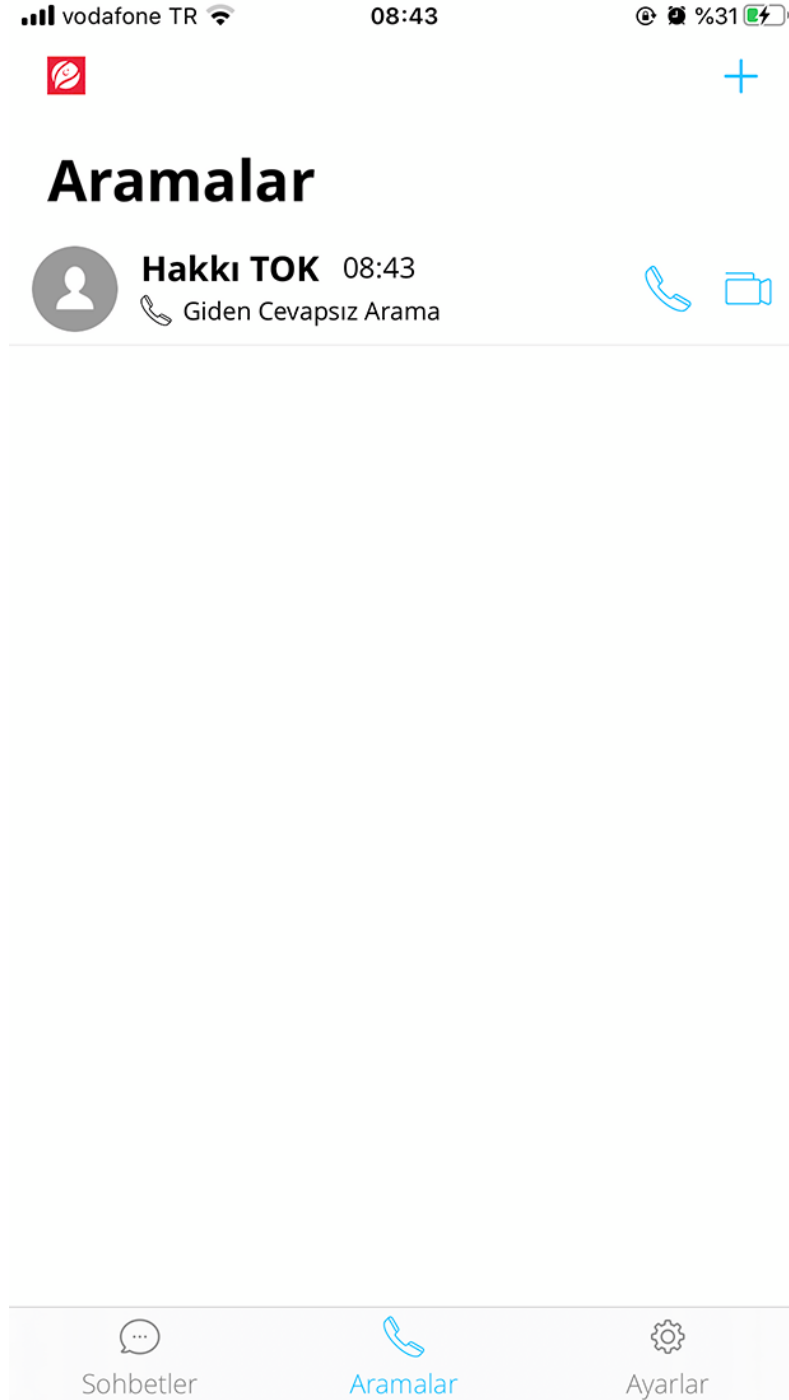 vodafone TR 08:43 %31
Aramalar
Hakkı TOK 08:43
Giden Cevapsız Arama
Sohbetler Aramalar Ayarlar